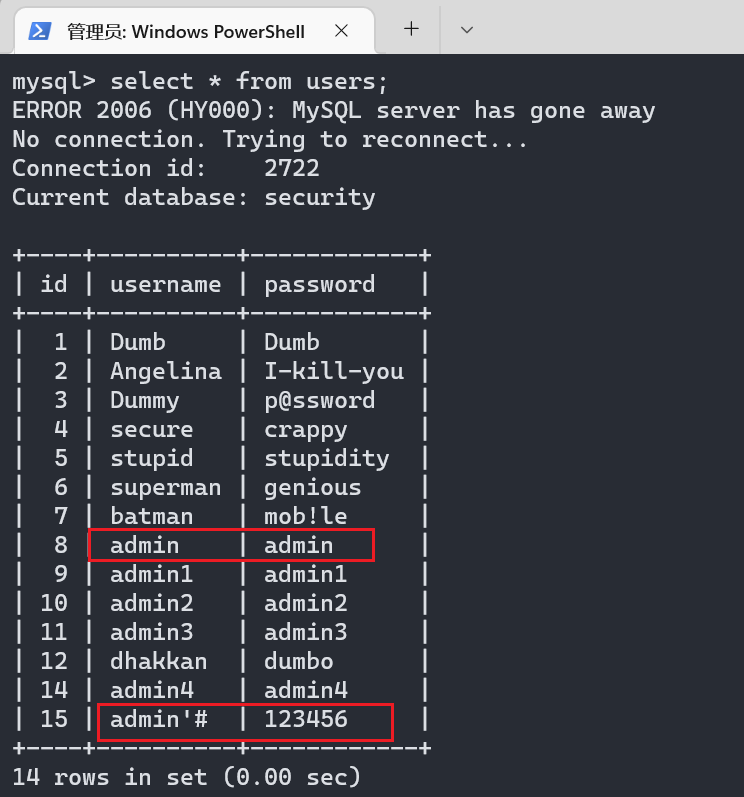 管理员: Windows PowerShell
mysql> select * from users;
ERROR 2006 (HY000): MySQL server has gone away
No connection. Trying to reconnect...
Connection id:    2722
Current database: security
+----+----------+------------+
| id | username | password   |
+----+----------+------------+
|  1 | Dumb     | Dumb       |
|  2 | Angelina | I-kill-you |
|  3 | Dummy    | p@ssword   |
|  4 | secure   | crappy     |
|  5 | stupid   | stupidity  |
|  6 | superman | genious    |
|  7 | batman   | mob!le     |
|  8 | admin    | admin      |
|  9 | admin1   | admin1     |
| 10 | admin2   | admin2     |
| 11 | admin3   | admin3     |
| 12 | dhakkan  | dumbo      |
| 14 | admin4   | admin4     |
| 15 | admin'#  | 123456     |
+----+----------+------------+
14 rows in set (0.00 sec)